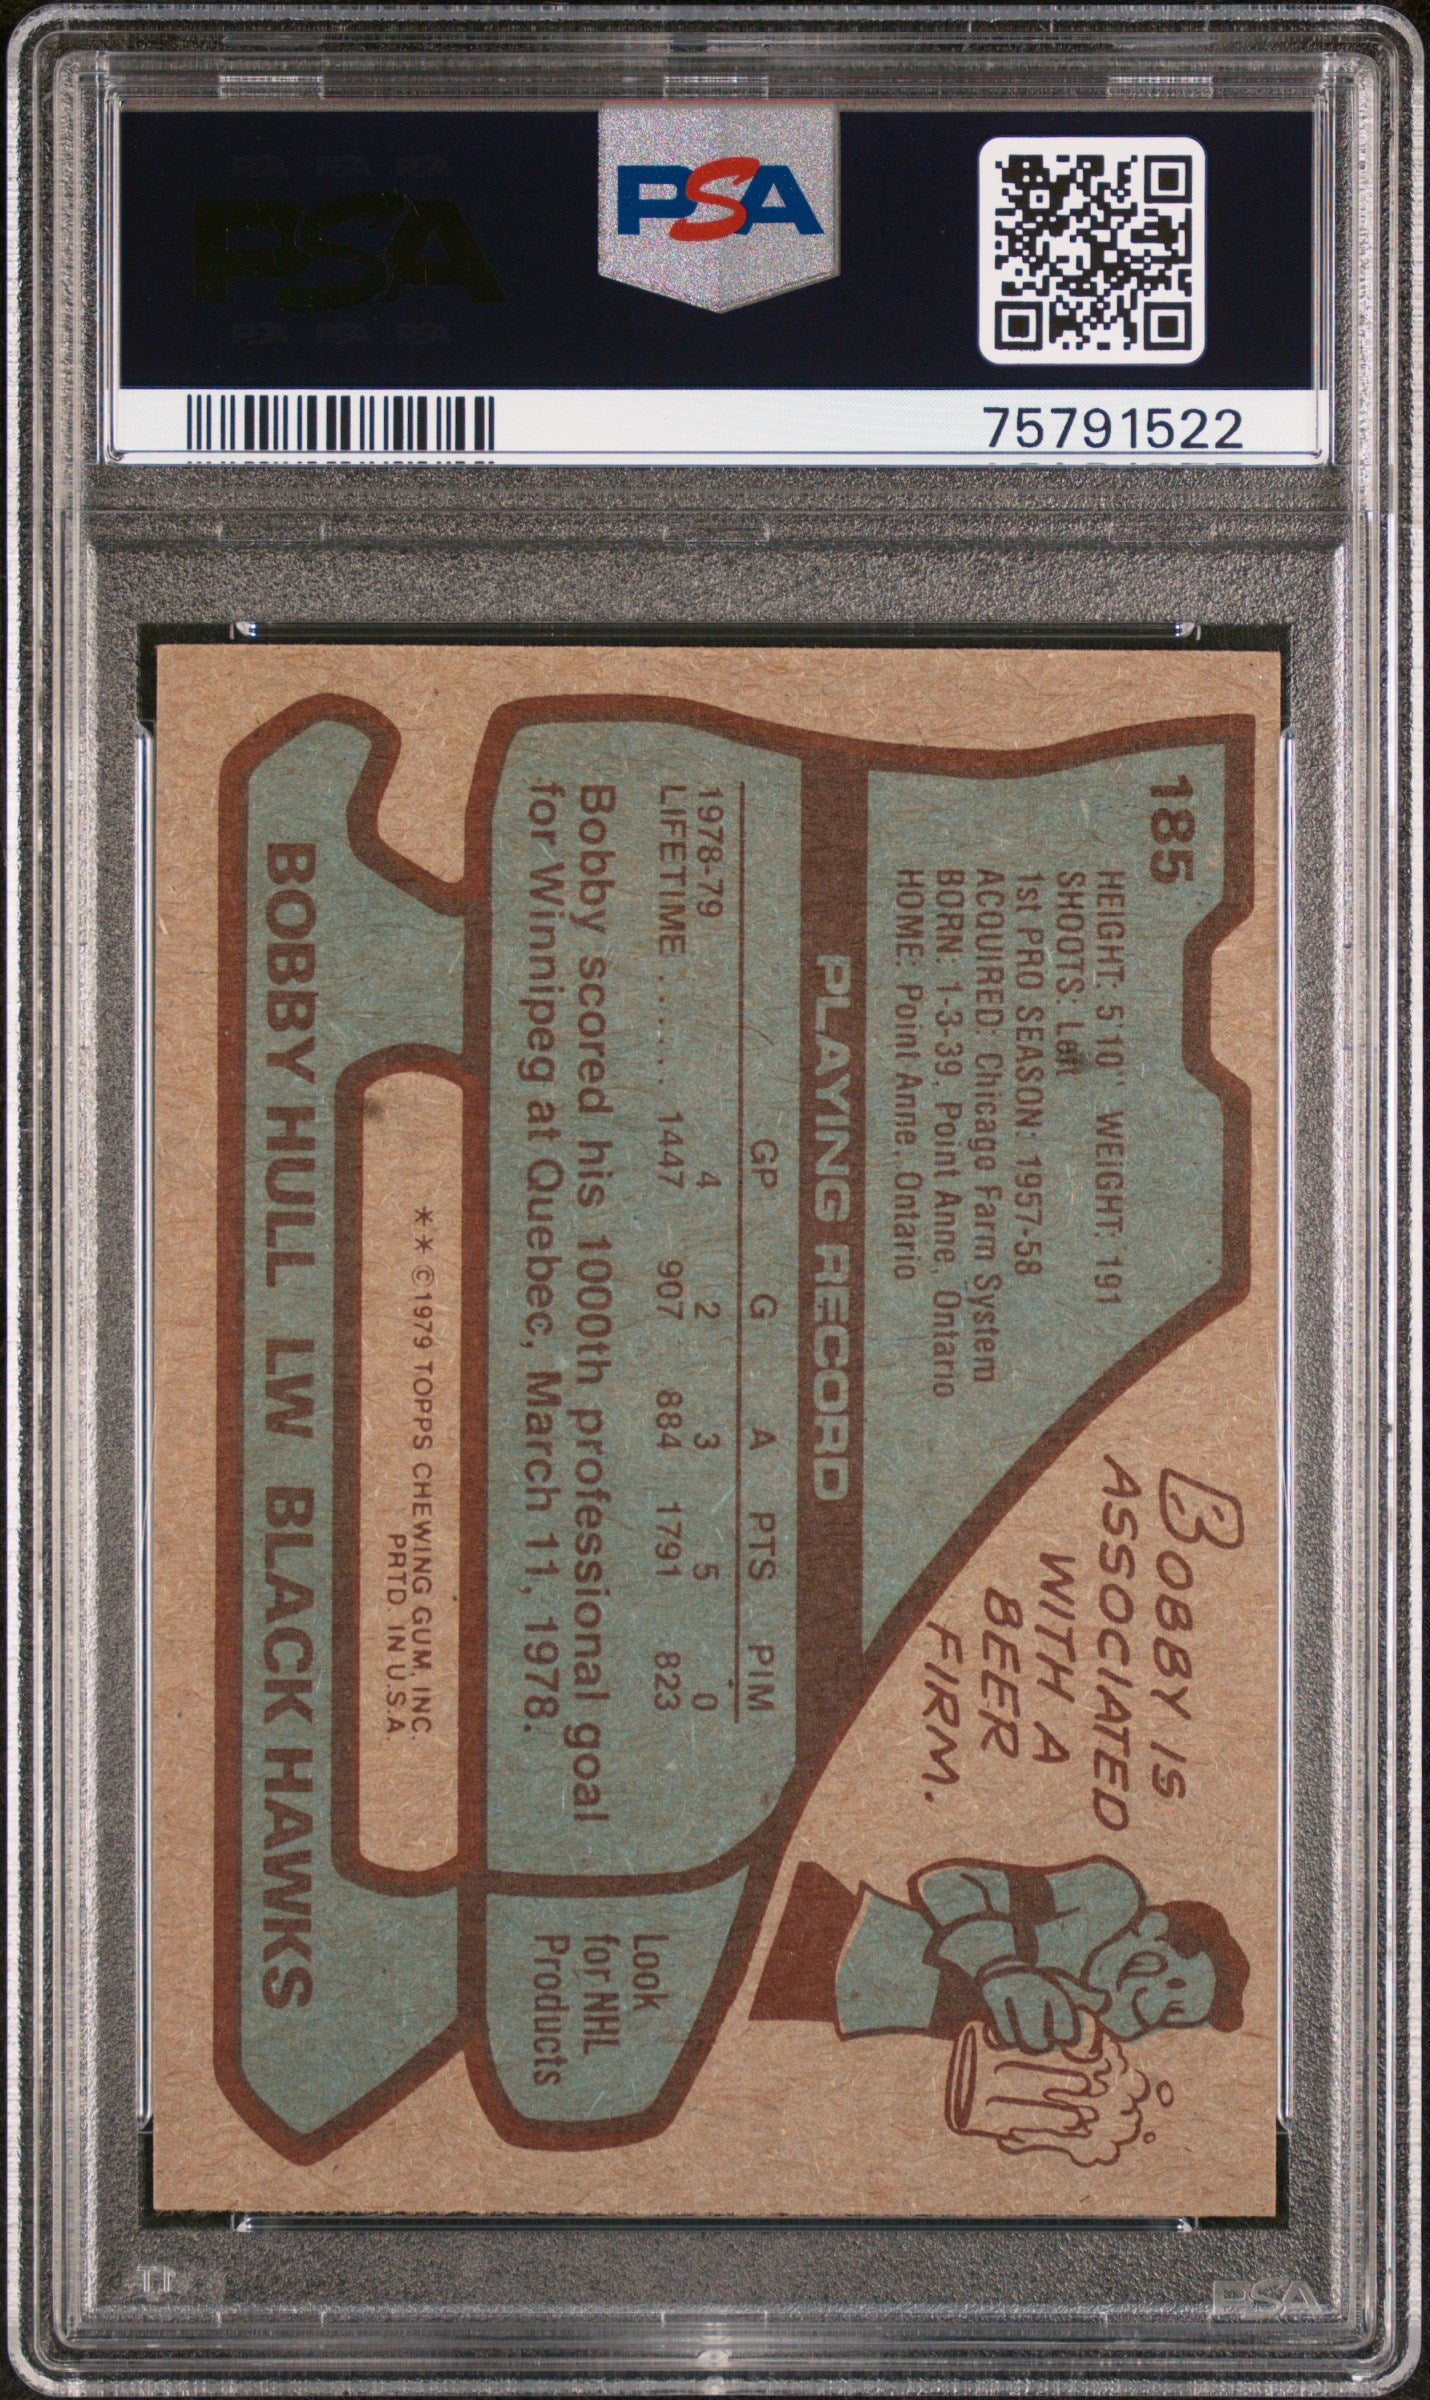 PSA
PSA
75791522
185
HEIGHT: 5'10" WEIGHT: 191
SHOOTS: Left
1st PRO SEASON: 1957-58
ACQUIRED: Chicago Farm System
BORN: 1-3-39, Point Anne, Ontario
HOME: Point Anne, Ontario
BOBBY IS
ASSOCIATED
WITH A
BEER
FIRM.
PLAYING RECORD
GP G A PTS PIM
1978-79 4 2 3 5 0
LIFETIME ..... 1447 907 884 1791 823
Bobby scored his 1000th professional goal
for Winnipeg at Quebec, March 11, 1978.
Look
for NHL
Products
**©1979 TOPPS CHEWING GUM, INC.
PRTD. IN U.S.A.
BOBBY HULL LW BLACK HAWKS
PSA